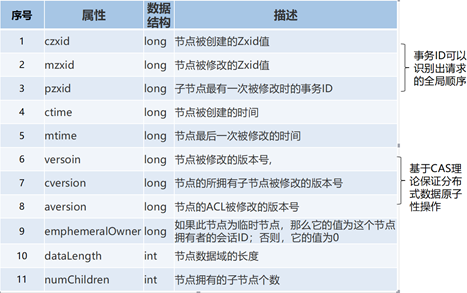 序号 属性 数据结构 描述
1 czxid long 节点被创建的Zxid值
2 mzxid long 节点被修改的Zxid值
3 pzxid long 子节点最有一次被修改时的事务ID
4 ctime long 节点被创建的时间
5 mtime long 节点最后一次被修改的时间
6 versoin long 节点被修改的版本号,
7 cversion long 节点的所拥有子节点被修改的版本号
8 aversion long 节点的ACL被修改的版本号
9 emphemeralOwner long 如果此节点为临时节点，那么它的值为这个节点
拥有者的会话ID；否则，它的值为0
10 dataLength int 节点数据域的长度
11 numChildren int 节点拥有的子节点个数
事务ID可以
识别出请求
的全局顺序
基于CAS理
论保证分布
式数据原子
性操作